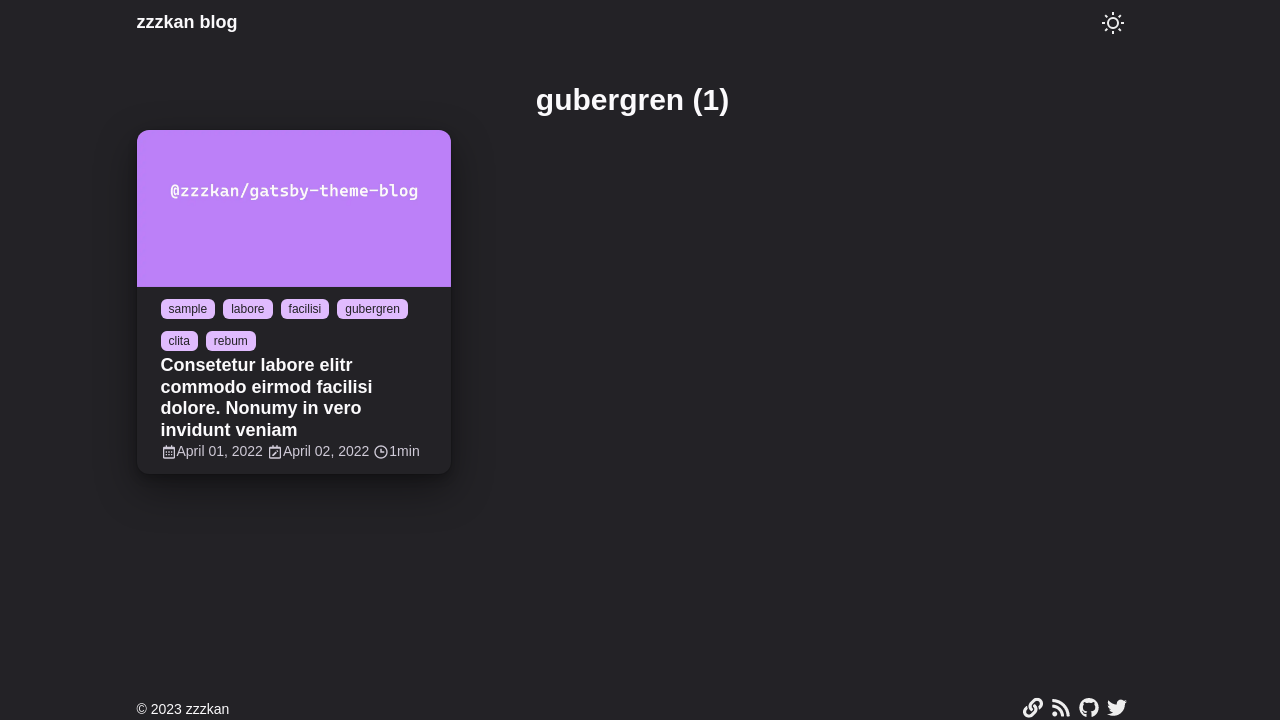 zzzkan blog
gubergren (1)
@zzzkan/gatsby-theme-blog
sample labore facilisi gubergren
clita rebum
Consetetur labore elitr
commodo eirmod facilisi
dolore. Nonumy in vero
invidunt veniam
April 01, 2022 April 02, 2022 1min
© 2023 zzzkan